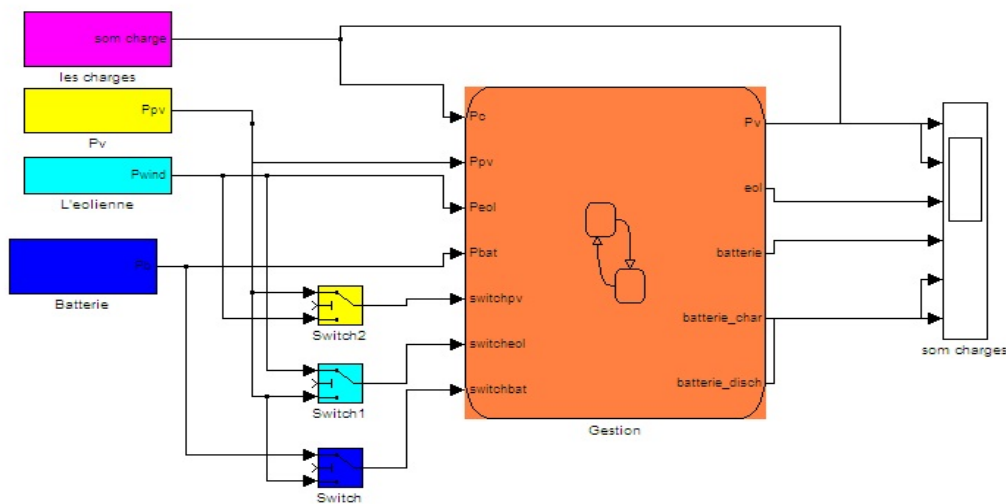 som charge
les charges
Ppv
Pv
Pwind
L'eolienne
Pb
Batterie
Switch2
Switch1
Switch
Pc
Ppv
Peol
Pbat
switchpv
switcheol
switchbat
Pv
eol
batterie
batterie_char
batterie_disch
Gestion
som charges